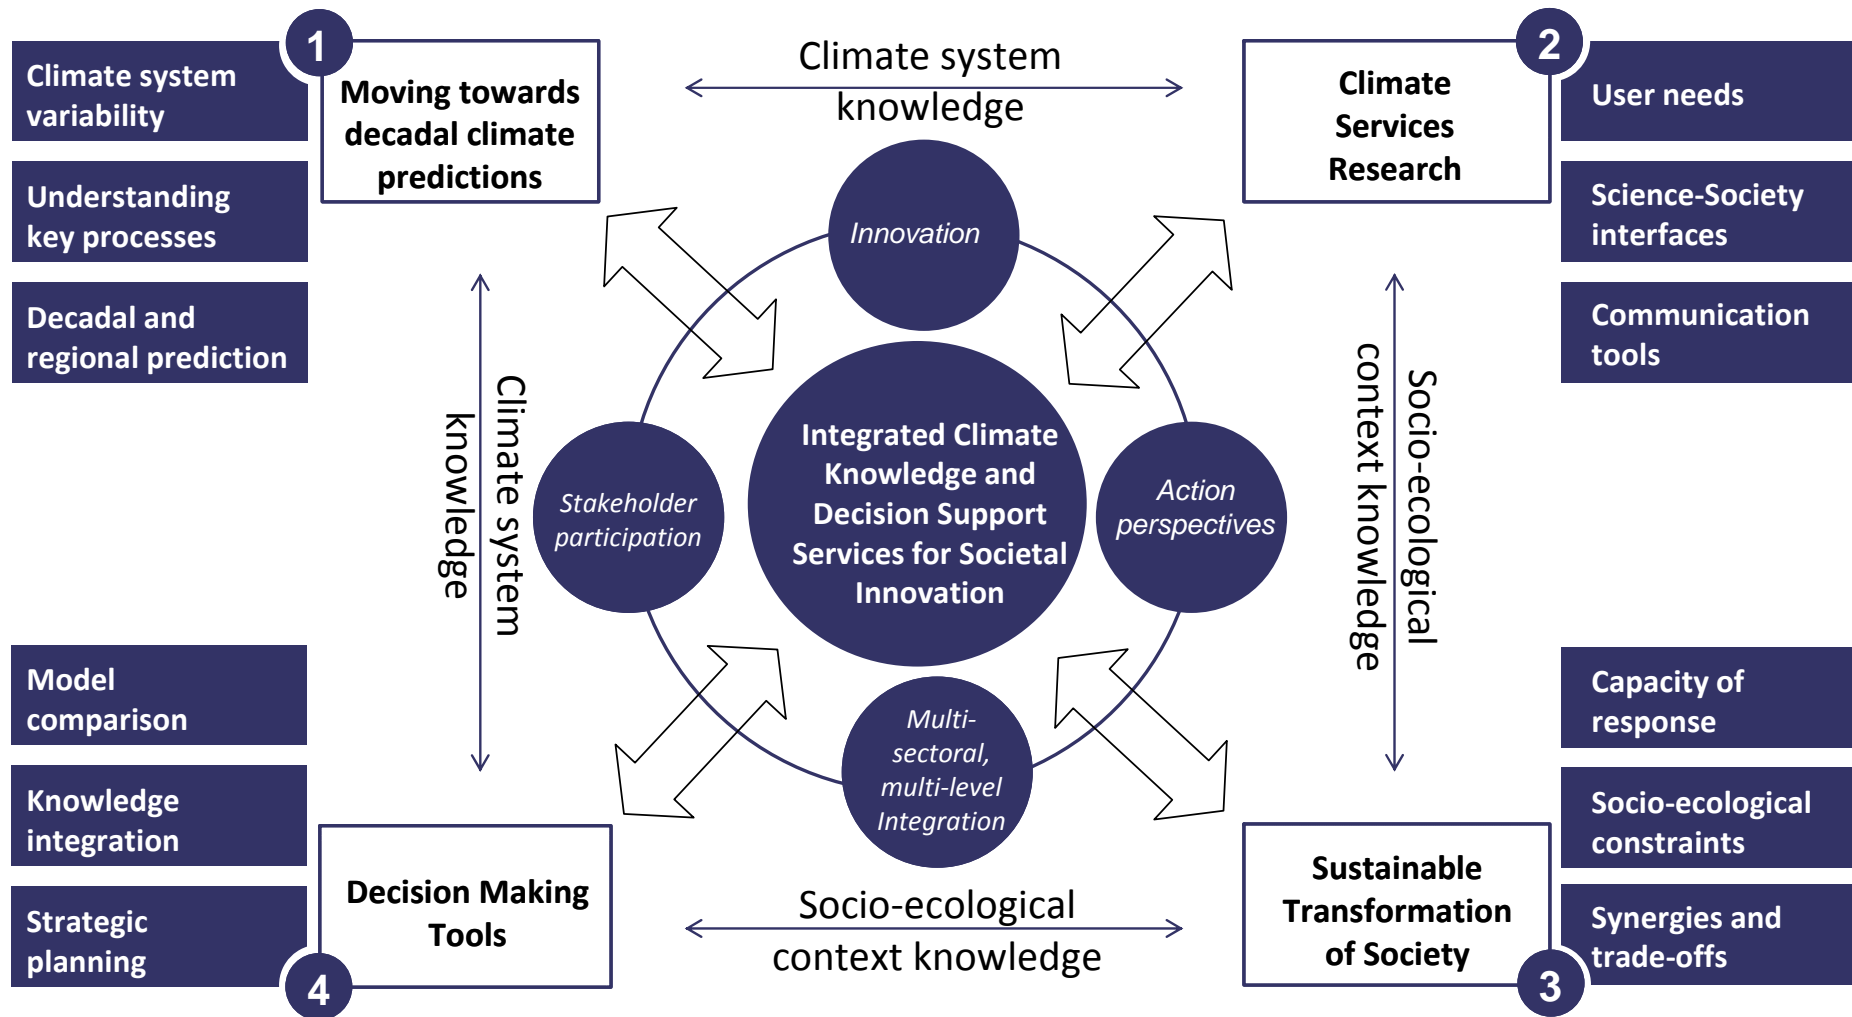 1
Climate system
variability
Understanding
key processes
Decadal and
regional prediction
Moving towards
decadal climate
predictions
Climate system
knowledge
2
Climate
Services
Research
User needs
Science-Society
interfaces
Communication
tools
Innovation
Climate system
knowledge
Stakeholder
participation
Integrated Climate
Knowledge and
Decision Support
Services for Societal
Innovation
Action
perspectives
Socio-ecological
context knowledge
Multi-
sectoral,
multi-level
Integration
Model
comparison
Knowledge
integration
Strategic
planning
4
Decision Making
Tools
Socio-ecological
context knowledge
Sustainable
Transformation
of Society
3
Capacity of
response
Socio-ecological
constraints
Synergies and
trade-offs